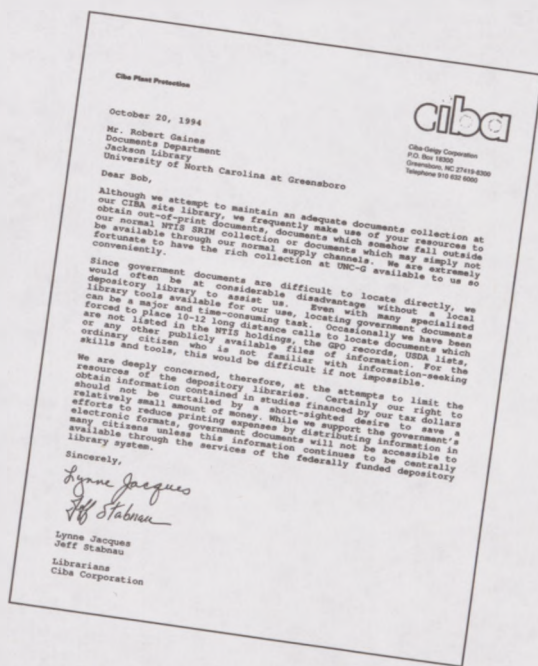 Ciba Plant Protection
ciba
Ciba-Geigy Corporation
P.O. Box 18300
Greensboro, NC 27419-8300
Telephone 910 632 6000
October 20, 1994
Mr. Robert Gaines
Documents Department
Jackson Library
University of North Carolina at Greensboro
Dear Bob,
Although we attempt to maintain an adequate documents collection at
our CIBA site library, we frequently make use of your resources to
obtain out-of-print documents, documents which somehow fall outside
our normal NTIS SRIM collection or documents which may simply not
be available through our normal supply channels. We are extremely
fortunate to have the rich collection at UNC-G available to us so
conveniently.
Since government documents are difficult to locate directly, we
would often be at considerable disadvantage without a local
depository library to assist us. Even with many specialized
library tools available for our use, locating government documents
can be a major and time-consuming task. Occasionally we have been
forced to place 10-12 long distance calls to locate documents which
are not listed in the NTIS holdings, the GPO records, USDA lists,
or any other publicly available files of information. For the
ordinary citizen who is not familiar with information-seeking
skills and tools, this would be difficult if not impossible.
We are deeply concerned, therefore, at the attempts to limit the
resources of the depository libraries. Certainly our right to
obtain information contained in studies financed by our tax dollars
should not be curtailed by a short-sighted desire to save a
relatively small amount of money. While we support the government's
efforts to reduce printing expenses by distributing information in
electronic formats, government documents will not be accessible to
many citizens unless this information continues to be centrally
available through the services of the federally funded depository
library system.
Sincerely,
Lynne Jacques
Jeff Stabnau
Lynne Jacques
Jeff Stabnau
Librarians
Ciba Corporation